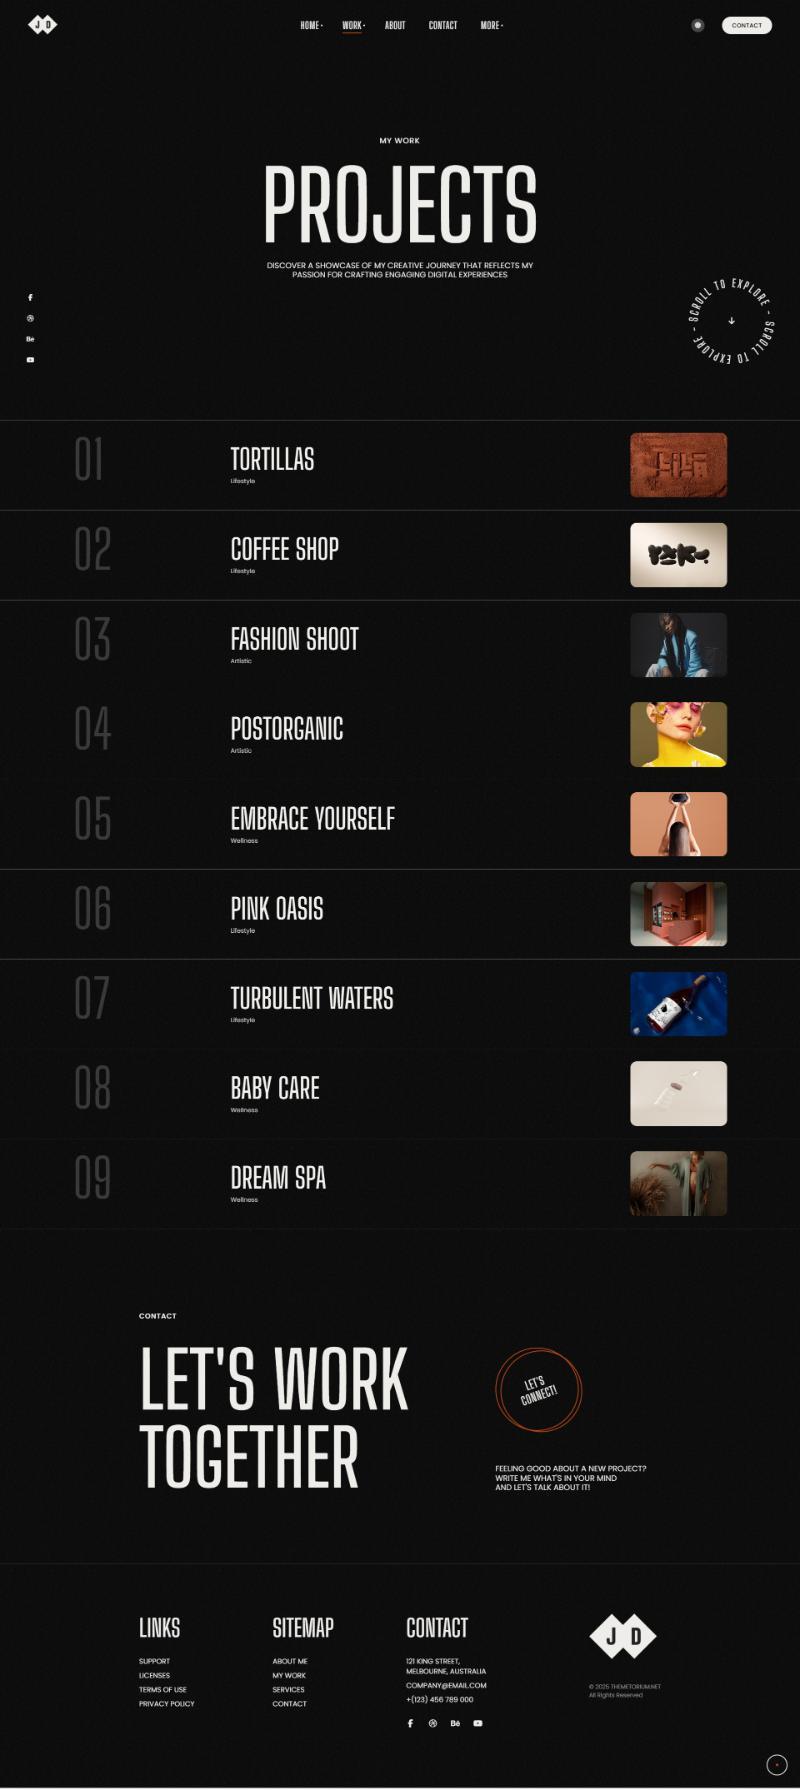 J D
HOME
WORK
ABOUT
CONTACT
MORE
CONTACT
MY WORK
PROJECTS
DISCOVER A SHOWCASE OF MY CREATIVE JOURNEY THAT REFLECTS MY
PASSION FOR CRAFTING ENGAGING DIGITAL EXPERIENCES
Bē
SCROLL TO EXPLORE - SCROLL TO EXPLORE -
01
TORTILLAS
Lifestyle
02
COFFEE SHOP
Lifestyle
03
FASHION SHOOT
Artistic
04
POSTORGANIC
Artistic
05
EMBRACE YOURSELF
Wellness
06
PINK OASIS
Lifestyle
07
TURBULENT WATERS
Lifestyle
08
BABY CARE
Wellness
09
DREAM SPA
Wellness
CONTACT
LET'S WORK
TOGETHER
LET'S
CONNECT!
FEELING GOOD ABOUT A NEW PROJECT?
WRITE ME WHAT'S IN YOUR MIND
AND LET'S TALK ABOUT IT!
LINKS
SUPPORT
LICENSES
TERMS OF USE
PRIVACY POLICY
SITEMAP
ABOUT ME
MY WORK
SERVICES
CONTACT
CONTACT
121 KING STREET,
MELBOURNE, AUSTRALIA
COMPANY@EMAIL.COM
+(123) 456 789 000
Bē
J D
© 2025 THEMETORIUM.NET
All Rights Reserved